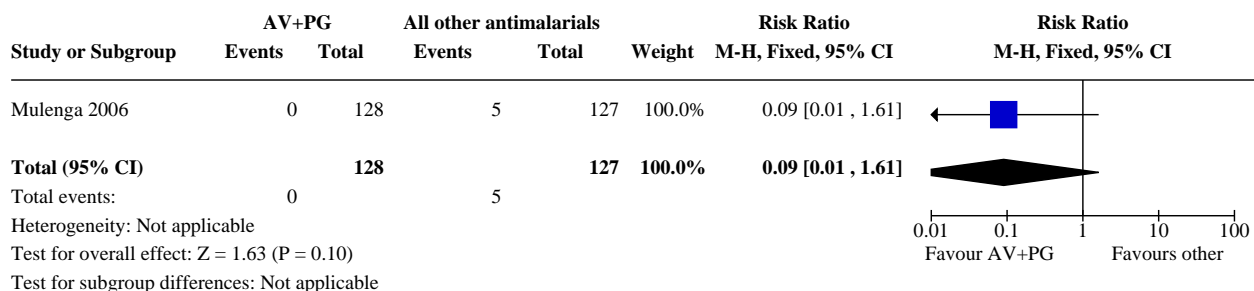 AV+PG All other antimalarials Risk Ratio Risk Ratio
Study or Subgroup Events Total Events Total Weight M-H, Fixed, 95% CI M-H, Fixed, 95% CI
Mulenga 2006 0 128 5 127 100.0% 0.09 [0.01 , 1.61]
Total (95% CI) 128 127 100.0% 0.09 [0.01 , 1.61]
Total events: 0 5
Heterogeneity: Not applicable
0.01 0.1 1 10 100
Test for overall effect: Z = 1.63 (P = 0.10) Favour AV+PG Favours other
Test for subgroup differences: Not applicable